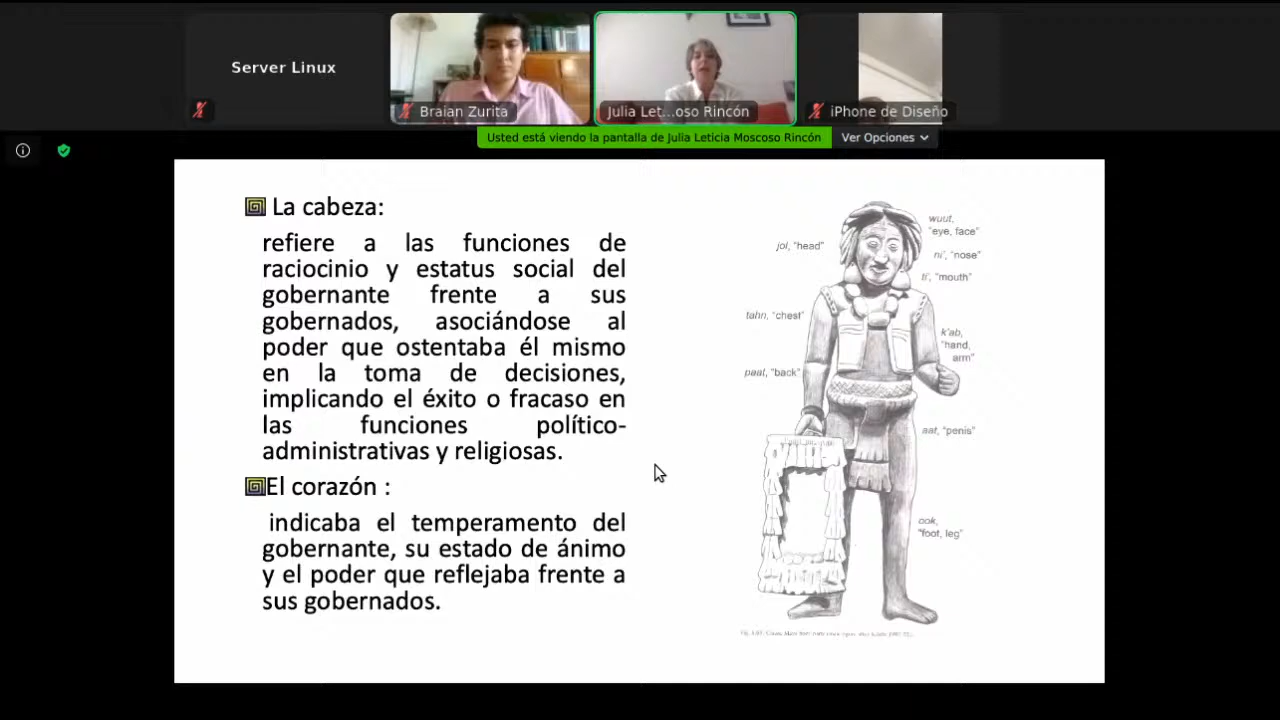 Server Linux
Braian Zurita
Julia Let...oso Rincón
iPhone de Diseño
Usted está viendo la pantalla de Julia Leticia Moscoso Rincón
Ver Opciones
La cabeza:
refiere a las funciones de
raciocinio y estatus social del
gobernante frente a sus
gobernados, asociándose al
poder que ostentaba él mismo
en la toma de decisiones,
implicando el éxito o fracaso en
las funciones político-
administrativas y religiosas.
El corazón :
indicaba el temperamento del
gobernante, su estado de ánimo
y el poder que reflejaba frente a
sus gobernados.
wuut,
"eye, face"
jol, "head"
ni', "nose"
ti', "mouth"
tahn, "chest"
k'ab,
"hand,
arm"
paat, "back"
aat, "penis"
ook,
"foot, leg"